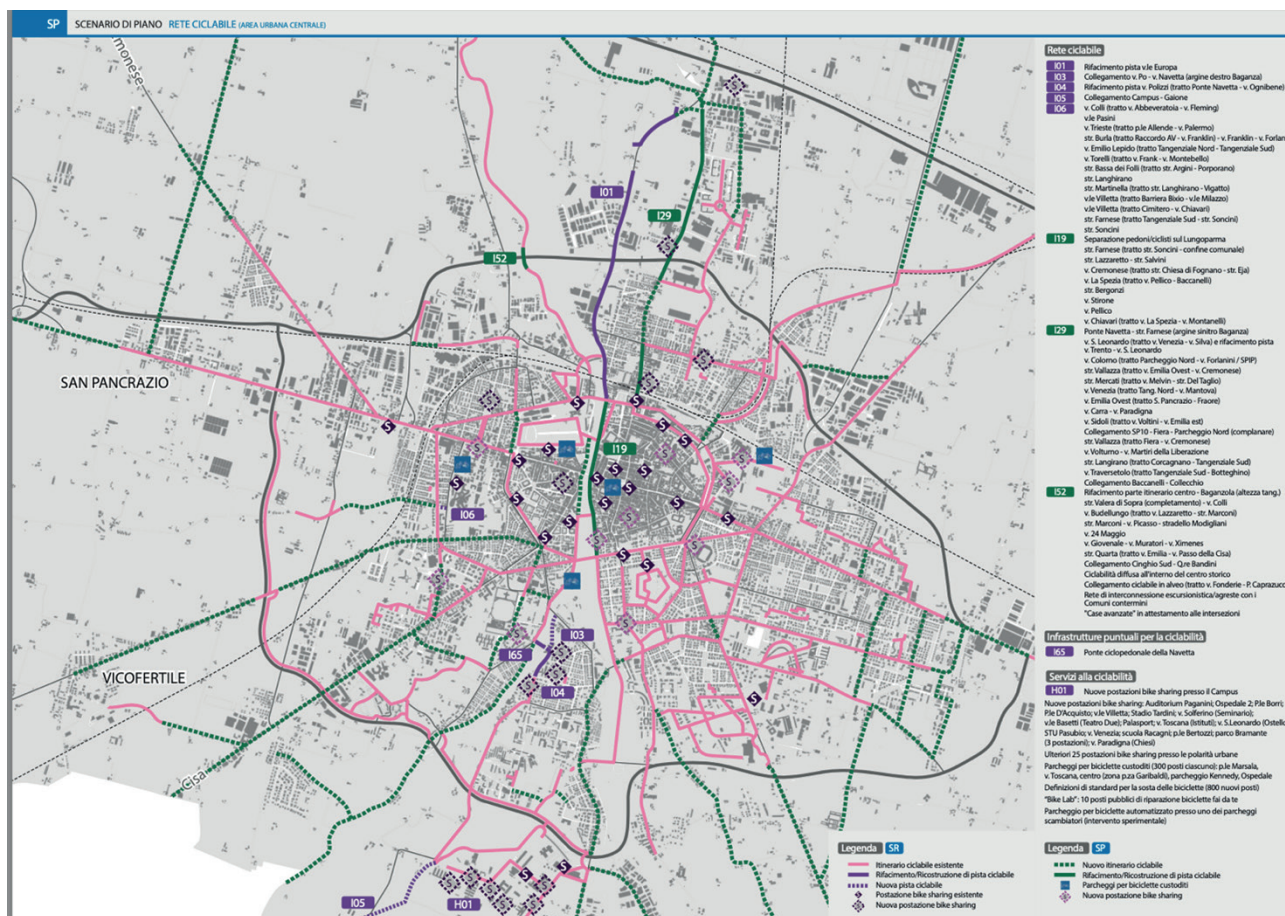 SP SCENARIO DI PIANO RETE CICLABILE (AREA URBANA CENTRALE)
monese
I01
I29
I52
SAN PANCRAZIO
I19
I06
I03
I65
I04
VICOFERTILE
Cisa
I05
H01
Rete ciclabile
I01 Rifacimento pista v.le Europa
I03 Collegamento v. Po - v. Navetta (argine destro Baganza)
I04 Rifacimento pista v. Polizzi (tratto Ponte Navetta - v. Ognibene)
I05 Collegamento Campus - Gaione
I06 v. Colli (tratto v. Abbeveratoia - v. Fleming)
v.le Pasini
v. Trieste (tratto p.le Allende - v. Palermo)
str. Burla (tratto Raccordo AV - v. Franklin) - v. Franklin - v. Forlan
v. Emilio Lepido (tratto Tangenziale Nord - Tangenziale Sud)
v. Torelli (tratto v. Frank - v. Montebello)
str. Bassa dei Folli (tratto str. Argini - Porporano)
str. Langhirano
str. Martinella (tratto str. Langhirano - Vigatto)
v.le Villetta (tratto Barriera Bixio - v.le Milazzo)
v.le Villetta (tratto Cimitero - v. Chiavari)
str. Farnese (tratto Tangenziale Sud - str. Soncini)
str. Soncini
I19 Separazione pedoni/ciclisti sul Lungoparma
str. Farnese (tratto str. Soncini - confine comunale)
str. Lazzaretto - str. Salvini
v. Cremonese (tratto str. Chiesa di Fognano - str. Eja)
v. La Spezia (tratto v. Pellico - Baccanelli)
str. Bergonzi
v. Stirone
v. Pellico
v. Chiavari (tratto v. La Spezia - v. Montanelli)
I29 Ponte Navetta - str. Farnese (argine sinitro Baganza)
v. S. Leonardo (tratto v. Venezia - v. Silva) e rifacimento pista
v. Trento - v. S. Leonardo
v. Colorno (tratto Parcheggio Nord - v. Forlanini / SPIP)
str. Vallazza (tratto v. Emilia Ovest - v. Cremonese)
str. Mercati (tratto v. Melvin - str. Del Taglio)
v. Venezia (tratto Tang. Nord - v. Mantova)
v. Emilia Ovest (tratto S. Pancrazio - Fraore)
v. Carra - v. Paradigna
v. Sidoli (tratto v. Voltini - v. Emilia est)
Collegamento SP10 - Fiera - Parcheggio Nord (complanare)
str. Vallazza (tratto Fiera - v. Cremonese)
v. Volturno - v. Martiri della Liberazione
str. Langirano (tratto Corcagnano - Tangenziale Sud)
v. Traversetolo (tratto Tangenziale Sud - Botteghino)
Collegamento Baccanelli - Collecchio
I52 Rifacimento parte itinerario centro - Baganzola (altezza tang.)
str. Valera di Sopra (completamento) - v. Colli
v. Budellungo (tratto v. Lazzaretto - str. Marconi)
str. Marconi - v. Picasso - stradello Modigliani
v. 24 Maggio
v. Giovenale - v. Muratori - v. Ximenes
str. Quarta (tratto v. Emilia - v. Passo della Cisa)
Collegamento Cinghio Sud - Q.re Bandini
Ciclabilità diffusa all'interno del centro storico
Collegamento ciclabile in alveo (tratto v. Fonderie - P. Caprazucc
Rete di interconnessione escursionistica/agreste con i
Comuni contermini
"Case avanzate" in attestamento alle intersezioni
Infrastrutture puntuali per la ciclabilità
I65 Ponte ciclopedonale della Navetta
Servizi alla ciclabilità
H01 Nuove postazioni bike sharing presso il Campus
Nuove postazioni bike sharing: Auditorium Paganini; Ospedale 2; P.le Borri;
P.le D'Acquisto; v.le Villetta; Stadio Tardini; v. Solferino (Seminario);
v.le Basetti (Teatro Due); Palasport; v. Toscana (Istituti); v. S.Leonardo (Ostello
STU Pasubio; v. Venezia; scuola Racagni; p.le Bertozzi; parco Bramante
(3 postazioni); v. Paradigna (Chiesi)
Ulteriori 25 postazioni bike sharing presso le polarità urbane
Parcheggi per biciclette custoditi (300 posti ciascuno): p.le Marsala,
v. Toscana, centro (zona p.za Garibaldi), parcheggio Kennedy, Ospedale
Definizioni di standard per la sosta delle biciclette (800 nuovi posti)
"Bike Lab": 10 posti pubblici di riparazione biciclette fai da te
Parcheggio per biciclette automatizzato presso uno dei parcheggi
scambiatori (intervento sperimentale)
Legenda SR
Itinerario ciclabile esistente
Rifacimento/Ricostruzione di pista ciclabile
Nuova pista ciclabile
Postazione bike sharing esistente
Nuova postazione bike sharing
Legenda SP
Nuovo itinerario ciclabile
Rifacimento/Ricostruzione di pista ciclabile
Parcheggi per biciclette custoditi
Nuova postazione bike sharing